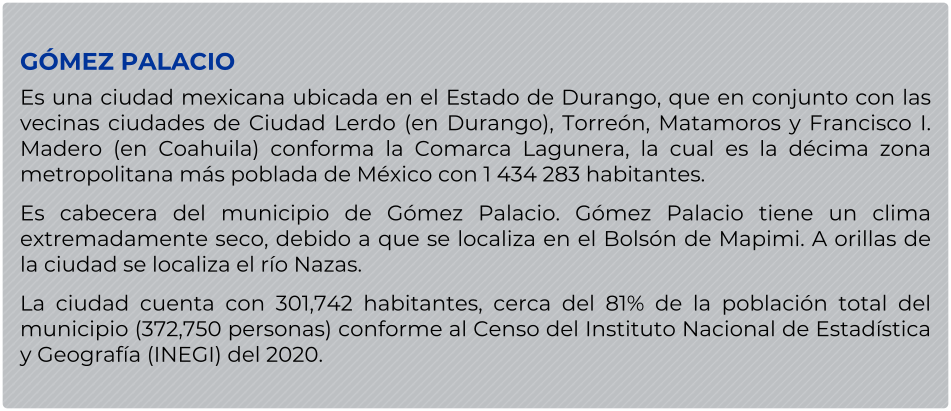 GÓMEZ PALACIO
Es una ciudad mexicana ubicada en el Estado de Durango, que en conjunto con las
vecinas ciudades de Ciudad Lerdo (en Durango), Torreón, Matamoros y Francisco I.
Madero (en Coahuila) conforma la Comarca Lagunera, la cual es la décima zona
metropolitana más poblada de México con 1 434 283 habitantes.
Es cabecera del municipio de Gómez Palacio. Gómez Palacio tiene un clima
extremadamente seco, debido a que se localiza en el Bolsón de Mapimi. A orillas de
la ciudad se localiza el río Nazas.
La ciudad cuenta con 301,742 habitantes, cerca del 81% de la población total del
municipio (372,750 personas) conforme al Censo del Instituto Nacional de Estadística
y Geografía (INEGI) del 2020.